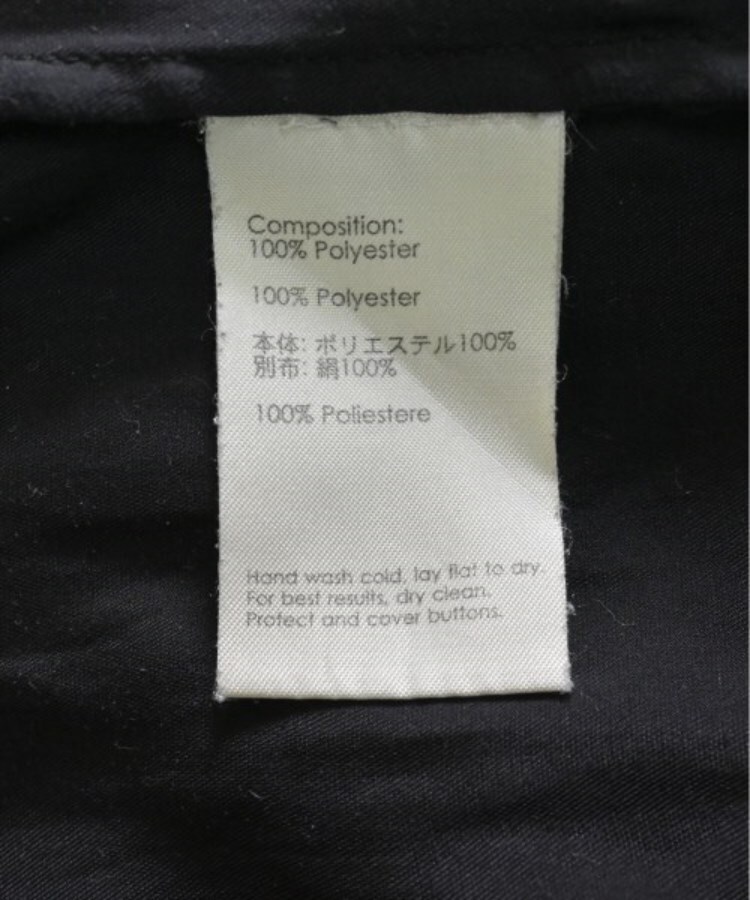 Composition:
100% Polyester
100% Polyester
本体: ポリエステル100%
別布: 絹100%
100% Poliestere
Hand wash cold, lay flat to dry.
For best results, dry clean.
Protect and cover buttons.